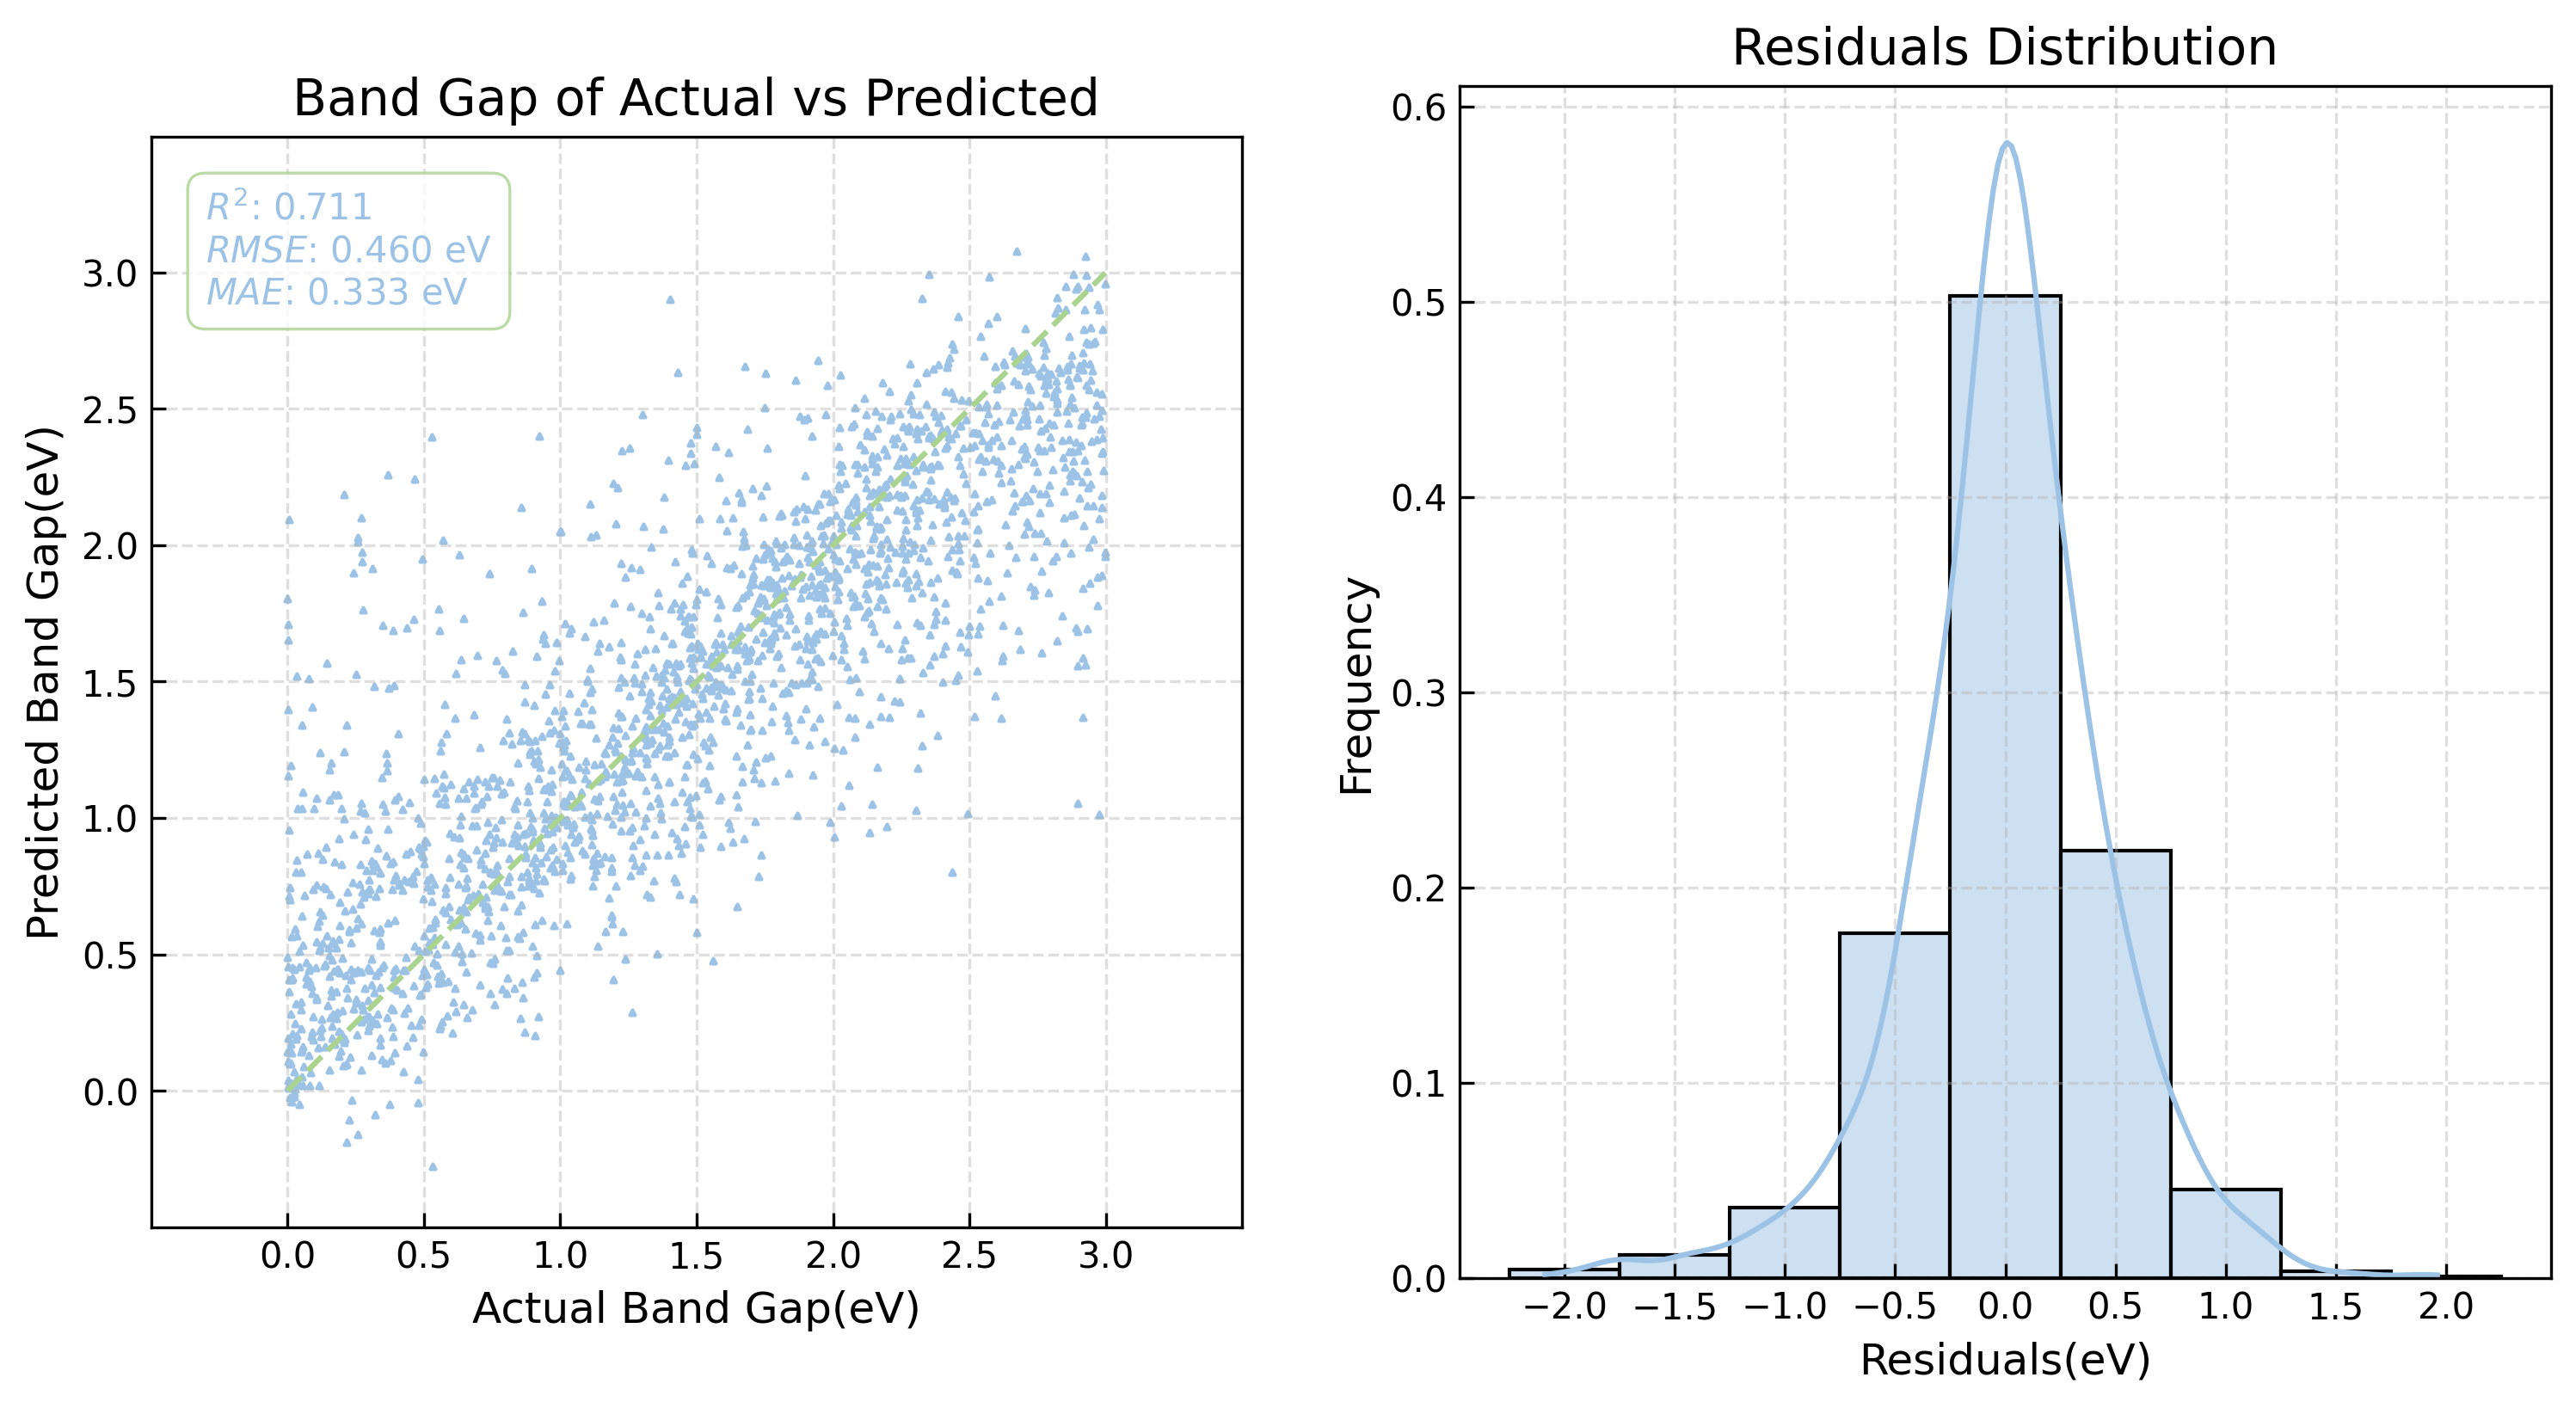 Band Gap of Actual vs Predicted
R²: 0.711
RMSE: 0.460 eV
MAE: 0.333 eV
3.0
2.5
2.0
1.5
1.0
0.5
0.0
Predicted Band Gap(eV)
0.0 0.5 1.0 1.5 2.0 2.5 3.0
Actual Band Gap(eV)
Residuals Distribution
0.6
0.5
0.4
0.3
0.2
0.1
0.0
Frequency
−2.0 −1.5 −1.0 −0.5 0.0 0.5 1.0 1.5 2.0
Residuals(eV)